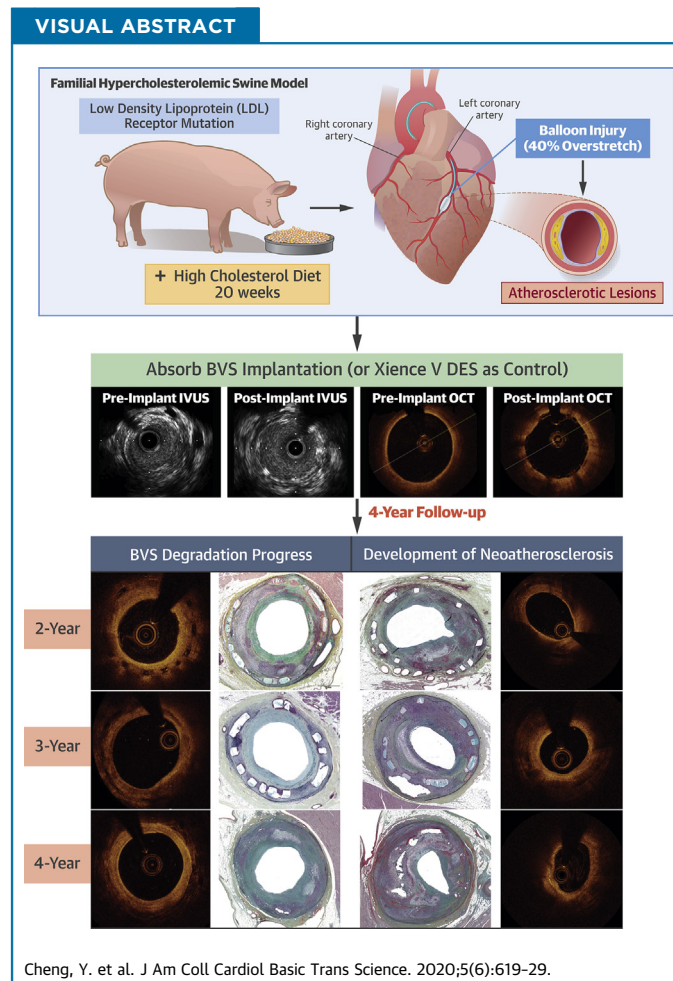 VISUAL ABSTRACT
Familial Hypercholesterolemic Swine Model
Low Density Lipoprotein (LDL)
Receptor Mutation
+ High Cholesterol Diet
20 weeks
Right coronary
artery
Left coronary
artery
Balloon Injury
(40% Overstretch)
Atherosclerotic Lesions
Absorb BVS Implantation (or Xience V DES as Control)
Pre-Implant IVUS
Post-Implant IVUS
Pre-Implant OCT
Post-Implant OCT
4-Year Follow-up
BVS Degradation Progress
Development of Neoatherosclerosis
2-Year
3-Year
4-Year
Cheng, Y. et al. J Am Coll Cardiol Basic Trans Science. 2020;5(6):619–29.